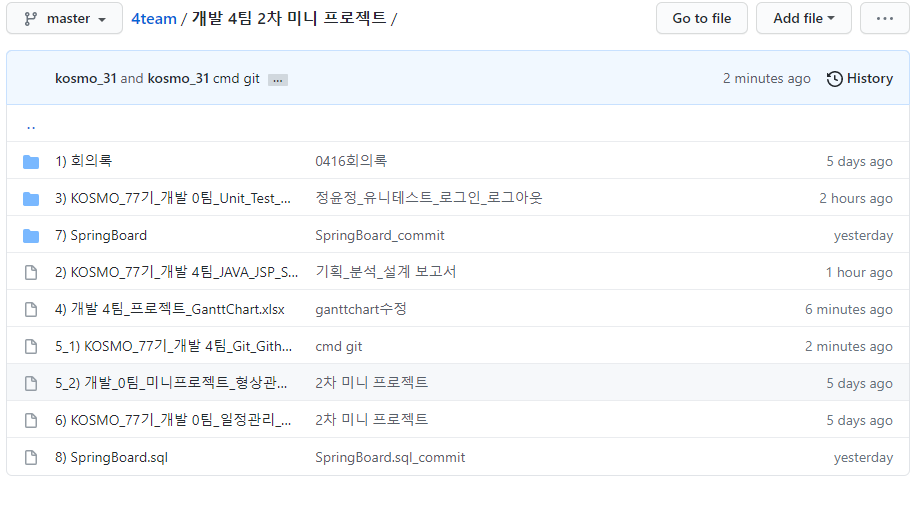 master 4team / 개발 4팀 2차 미니 프로젝트 / Go to file Add file ...
kosmo_31 and kosmo_31 cmd git ... 2 minutes ago History
..
1) 회의록 0416회의록 5 days ago
3) KOSMO_77기_개발 0팀_Unit_Test_... 정윤정_유니테스트_로그인_로그아웃 2 hours ago
7) SpringBoard SpringBoard_commit yesterday
2) KOSMO_77기_개발 4팀_JAVA_JSP_S... 기획_분석_설계 보고서 1 hour ago
4) 개발 4팀_프로젝트_GanttChart.xlsx ganttchart수정 6 minutes ago
5_1) KOSMO_77기_개발 4팀_Git_Gith... cmd git 2 minutes ago
5_2) 개발_0팀_미니프로젝트_형상관... 2차 미니 프로젝트 5 days ago
6) KOSMO_77기_개발 0팀_일정관리_... 2차 미니 프로젝트 5 days ago
8) SpringBoard.sql SpringBoard.sql_commit yesterday